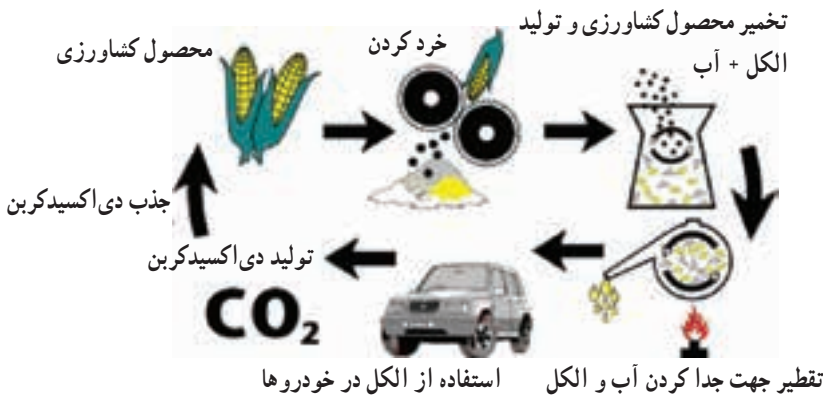 تخمیر محصول کشاورزی و تولید
الکل + آب
خرد کردن
محصول کشاورزی
جذب دی‌اکسیدکربن
تولید دی‌اکسیدکربن
CO₂
استفاده از الکل در خودروها
تقطیر جهت جدا کردن آب و الکل